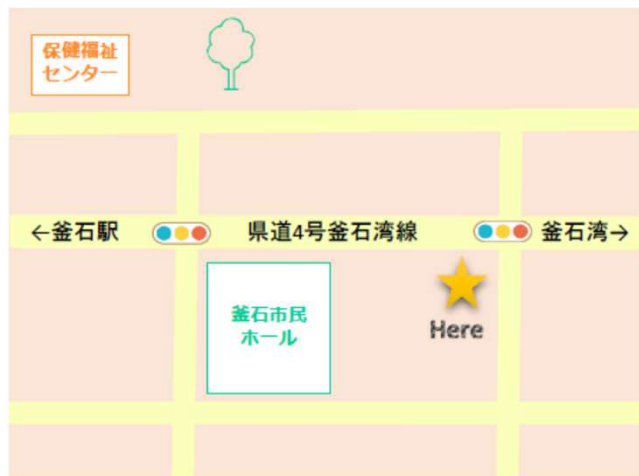 保健福祉
センター
←釜石駅
県道4号釜石湾線
釜石湾→
釜石市民
ホール
Here